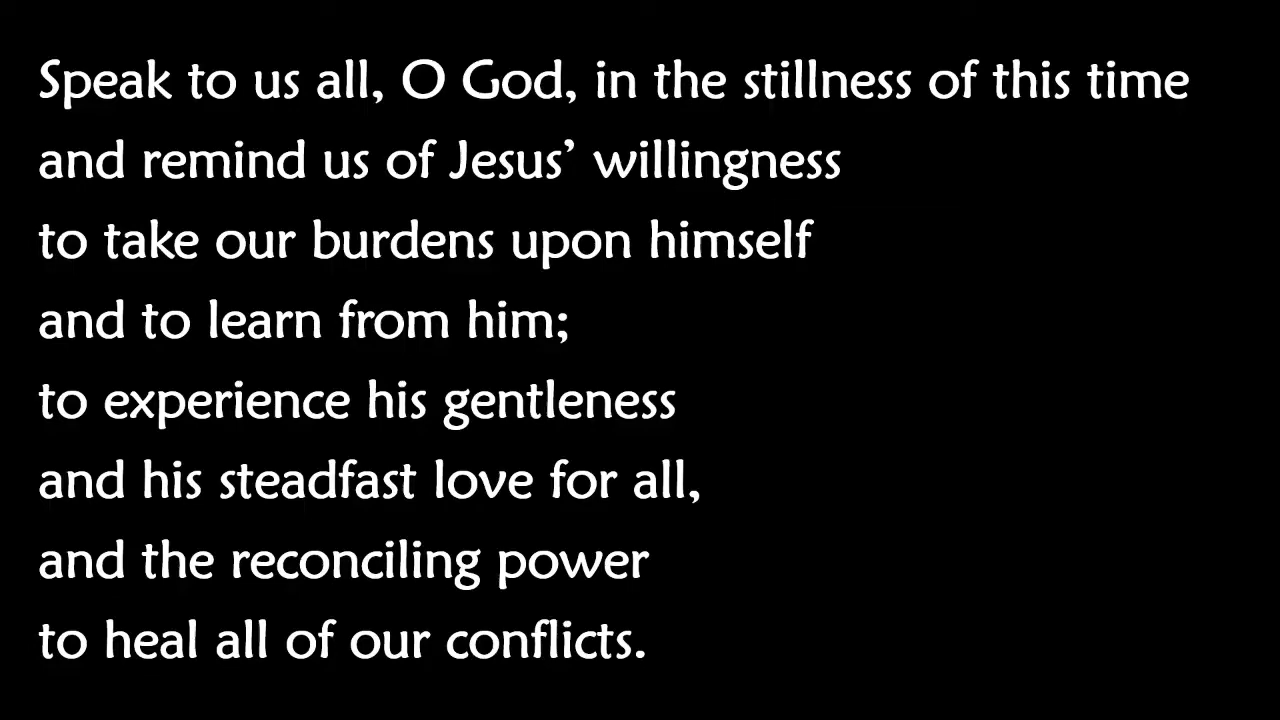 Speak to us all, O God, in the stillness of this time
and remind us of Jesus’ willingness
to take our burdens upon himself
and to learn from him;
to experience his gentleness
and his steadfast love for all,
and the reconciling power
to heal all of our conflicts.